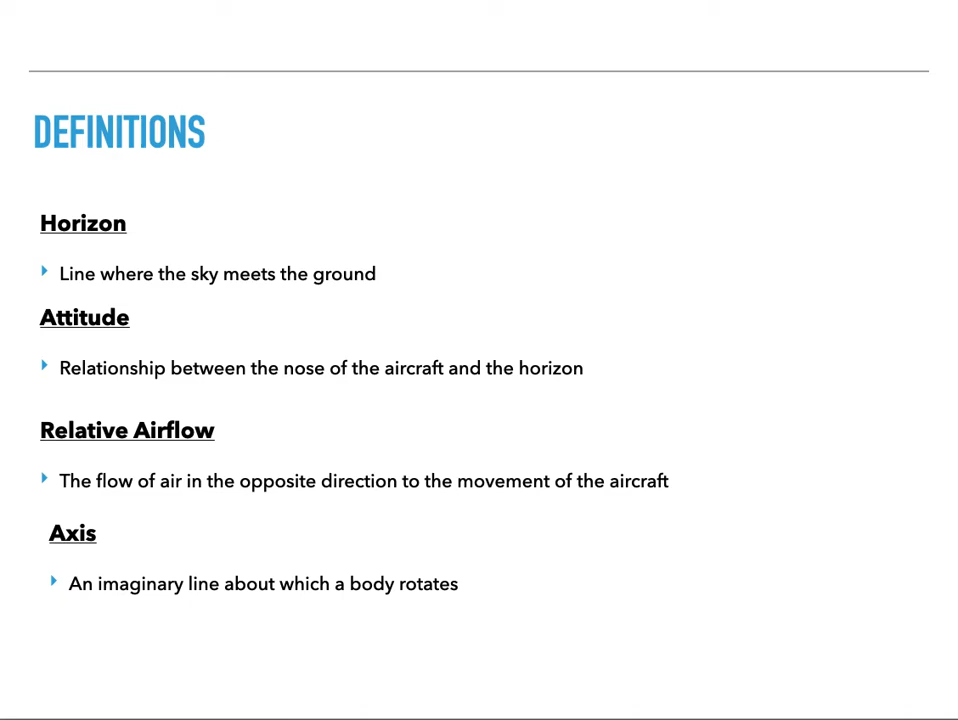 DEFINITIONS
Horizon
Line where the sky meets the ground
Attitude
Relationship between the nose of the aircraft and the horizon
Relative Airflow
The flow of air in the opposite direction to the movement of the aircraft
Axis
An imaginary line about which a body rotates